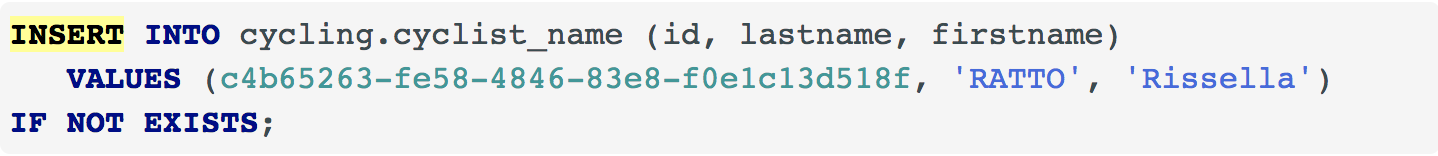 INSERT INTO cycling.cyclist_name (id, lastname, firstname)
VALUES (c4b65263-fe58-4846-83e8-f0e1c13d518f, 'RATTO', 'Rissella')
IF NOT EXISTS;